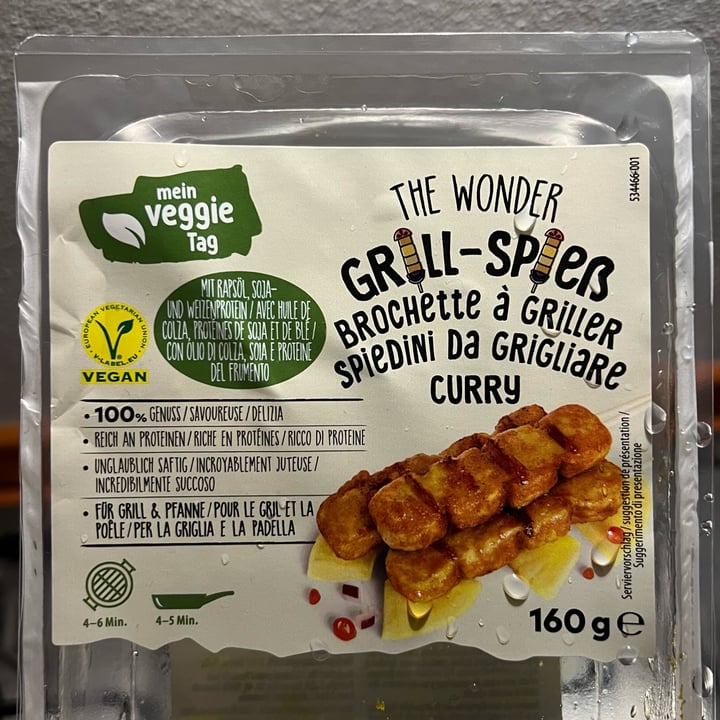 mein
veggie
Tag
MIT RAPSÖL, SOJA-
UND WEIZENPROTEIN / AVEC HUILE DE
COLZA, PROTÉINES DE SOJA ET DE BLÉ /
CON OLIO DI COLZA, SOIA E PROTEINE
DEL FRUMENTO
EUROPEAN VEGETARIAN UNION
V-LABEL.EU
VEGAN
THE WONDER
GRILL-SPIEß
BROCHETTE à GRILLER
SPIEDINI DA GRIGLIARE
CURRY
534466-001
• 100% GENUSS / SAVOUREUSE / DELIZIA
• REICH AN PROTEINEN / RICHE EN PROTÉINES / RICCO DI PROTEINE
• UNGLAUBLICH SAFTIG / INCROYABLEMENT JUTEUSE /
INCREDIBILMENTE SUCCOSO
• FÜR GRILL & PFANNE / POUR LE GRIL ET LA
POÊLE / PER LA GRIGLIA E LA PADELLA
4–6 Min.
4–5 Min.
160 g e
Serviervorschlag / suggestion de présentation /
Suggerimento di presentazione